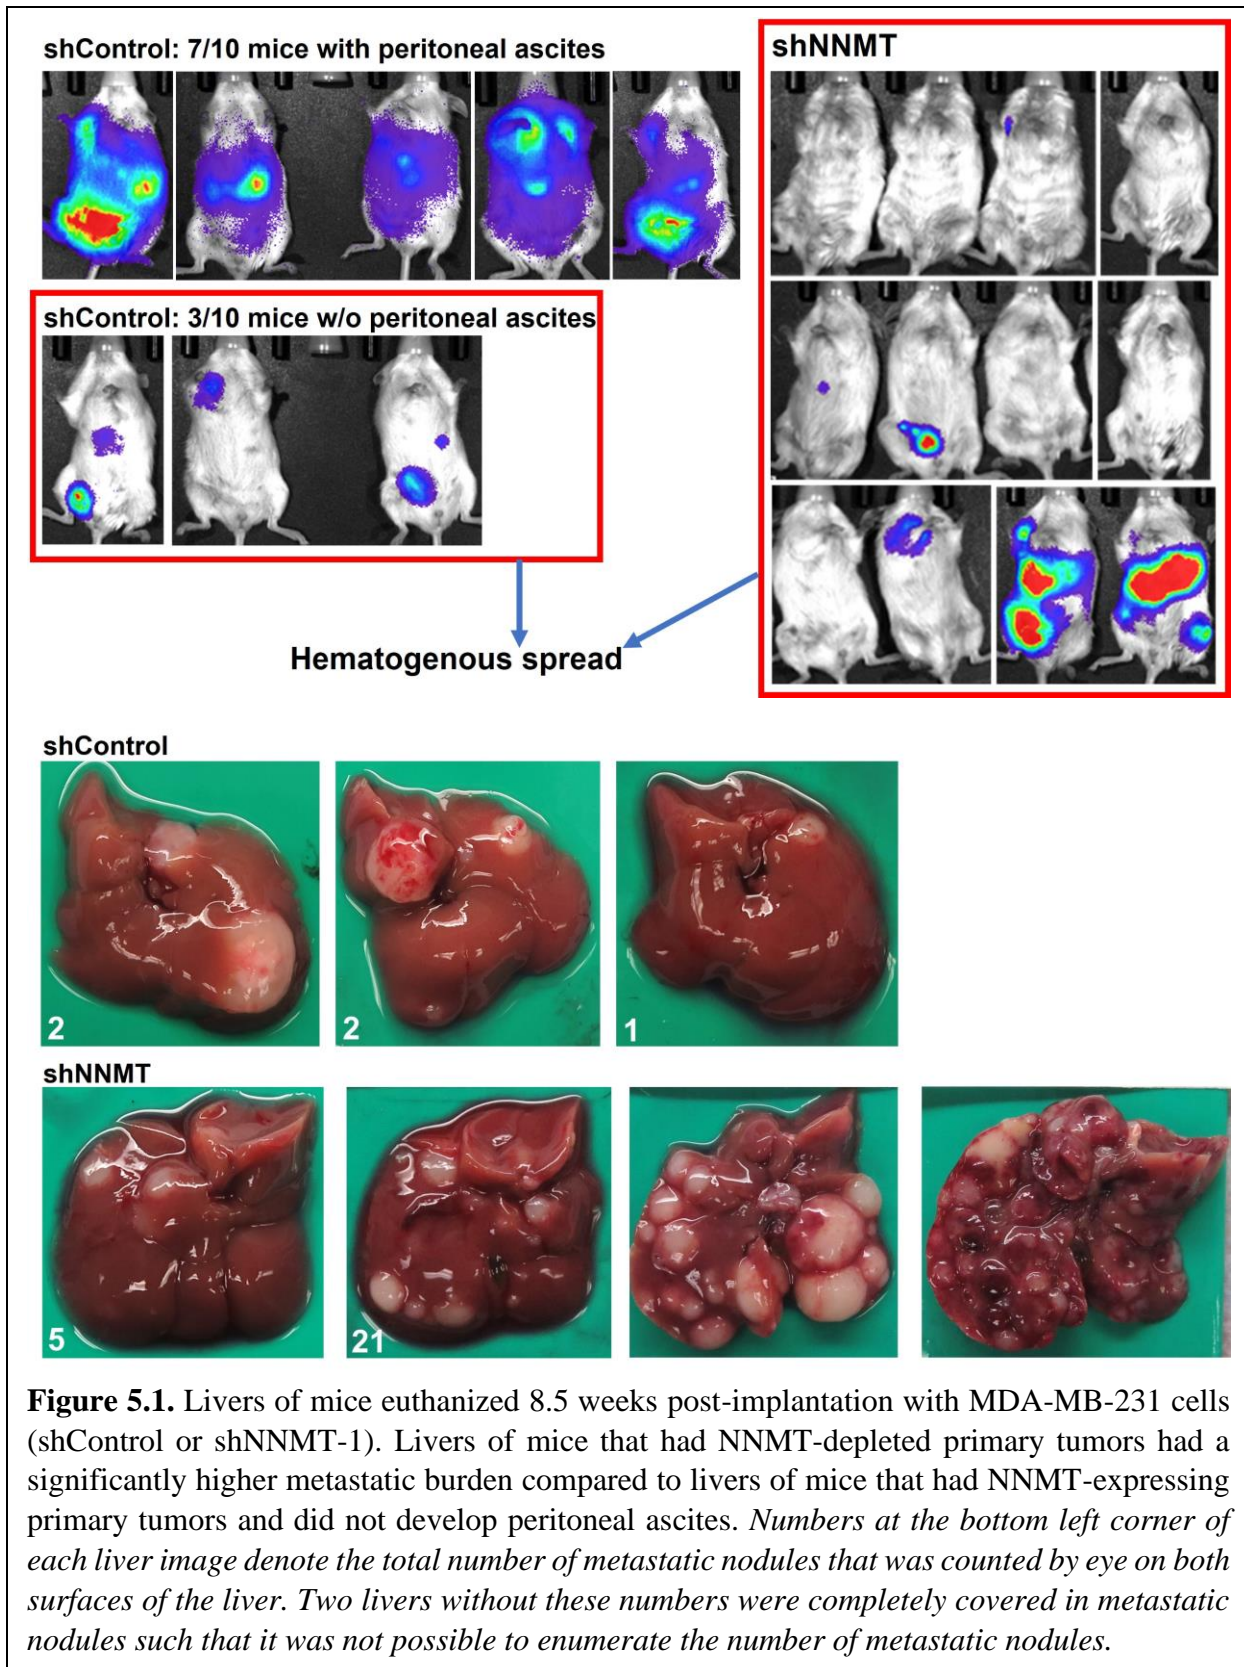 shControl: 7/10 mice with peritoneal ascites
shNNMT
shControl: 3/10 mice w/o peritoneal ascites
Hematogenous spread
shControl
2
2
1
shNNMT
5
21
Figure 5.1. Livers of mice euthanized 8.5 weeks post-implantation with MDA-MB-231 cells
(shControl or shNNMT-1). Livers of mice that had NNMT-depleted primary tumors had a
significantly higher metastatic burden compared to livers of mice that had NNMT-expressing
primary tumors and did not develop peritoneal ascites. Numbers at the bottom left corner of
each liver image denote the total number of metastatic nodules that was counted by eye on both
surfaces of the liver. Two livers without these numbers were completely covered in metastatic
nodules such that it was not possible to enumerate the number of metastatic nodules.